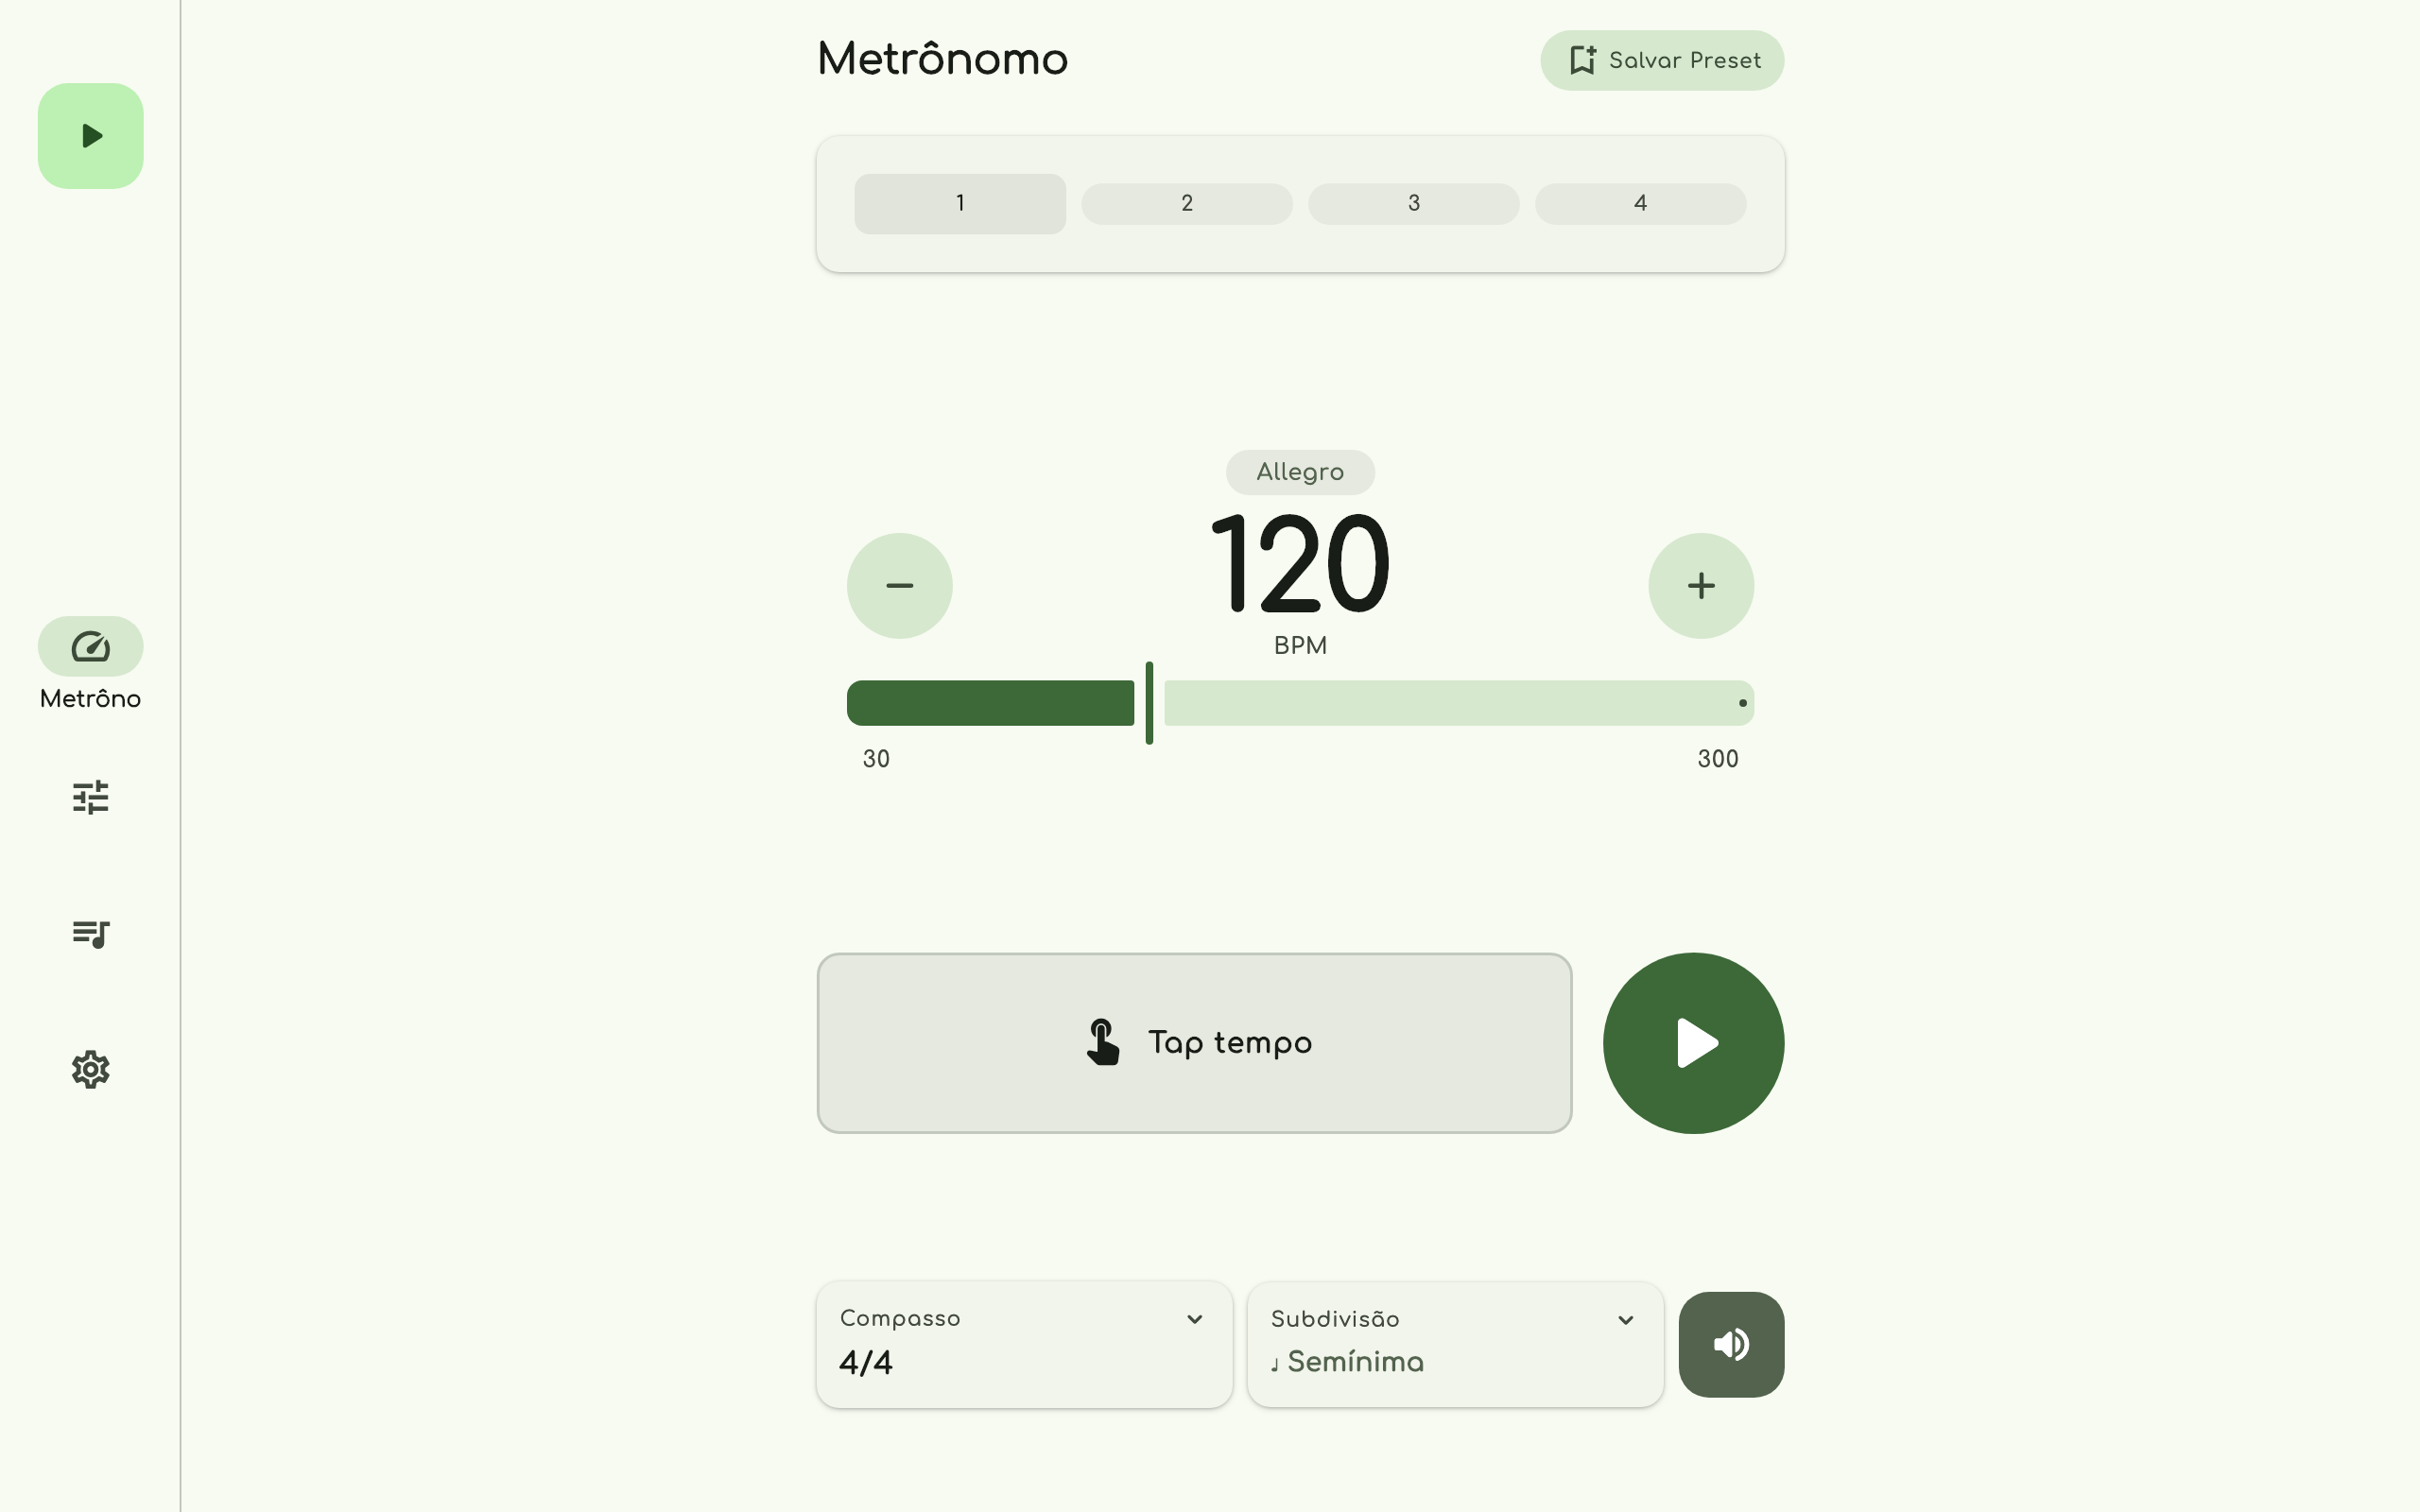 Metrônomo
Salvar Preset
1 2 3 4
Allegro
120
BPM
30 300
Metrôno
Tap tempo
Compasso
4/4
Subdivisão
♩ Semínima